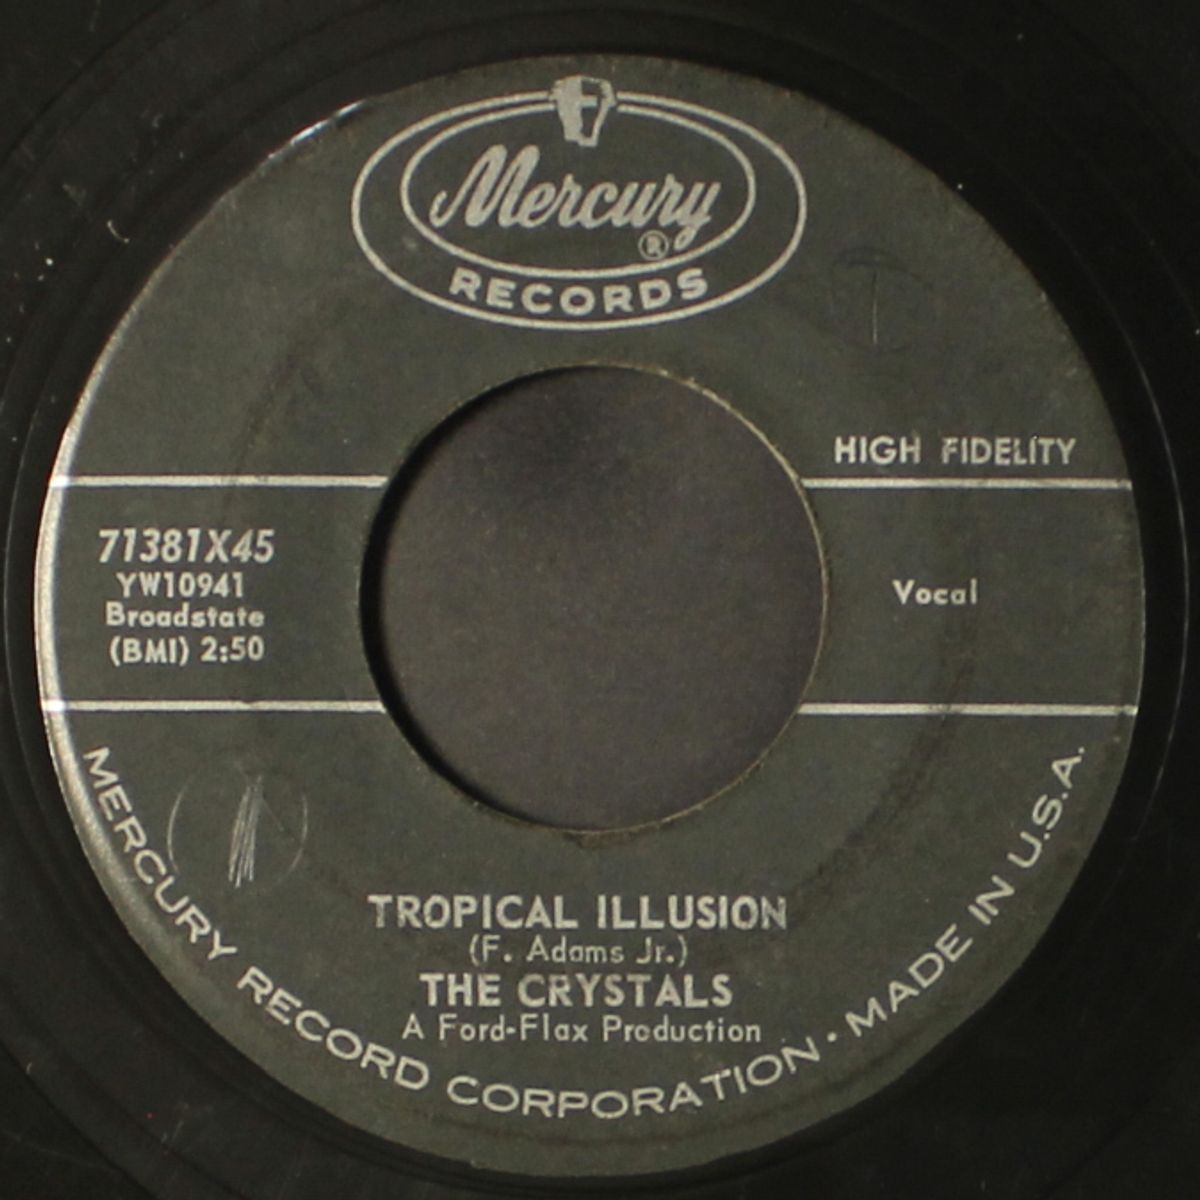 Mercury
®
RECORDS
HIGH FIDELITY
71381X45
YW10941
Broadstate
(BMI) 2:50
Vocal
TROPICAL ILLUSION
(F. Adams Jr.)
THE CRYSTALS
A Ford-Flax Production
MERCURY RECORD CORPORATION · MADE IN U.S.A.